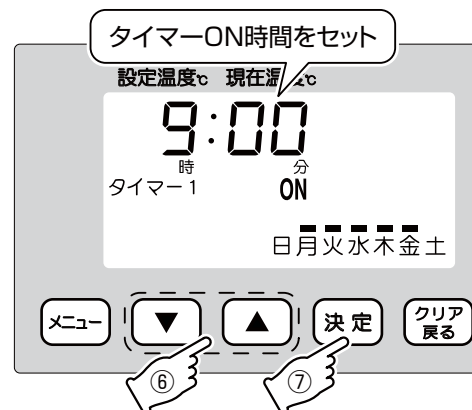 タイマーON時間をセット
設定温度℃ 現在温度℃
9:00
時 分
タイマー1 ON
日月火水木金土
メニュー ▼ ▲ 決定 クリア戻る
⑥ ⑦